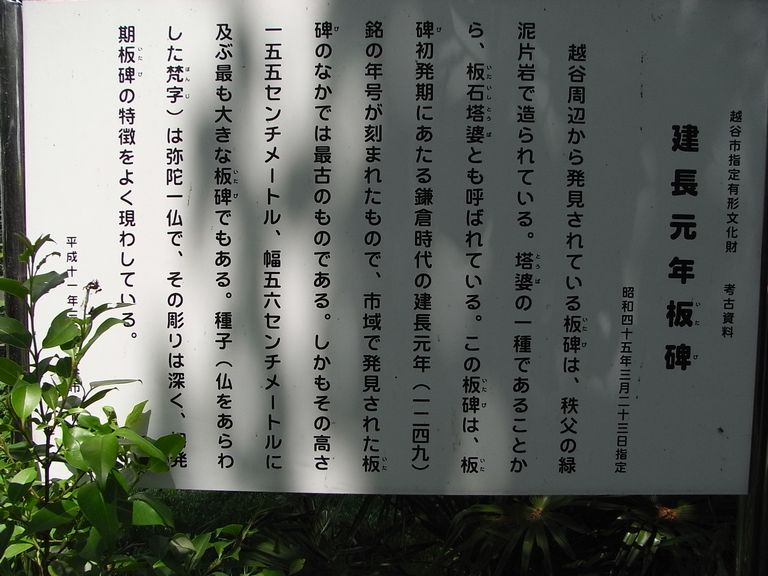 越谷市指定有形文化財　考古資料
建長元年板碑
昭和四十五年三月二十三日指定
越谷周辺から発見されている板碑は、秩父の緑
泥片岩で造られている。塔婆の一種であることか
ら、板石塔婆とも呼ばれている。この板碑は、板
碑初発期にあたる鎌倉時代の建長元年（一二四九）
銘の年号が刻まれたもので、市域で発見された板
碑のなかでは最古のものである。しかもその高さ
一五五センチメートル、幅五六センチメートルに
及ぶ最も大きな板碑でもある。種子（仏をあらわ
した梵字）は弥陀一仏で、その彫りは深く、発
期板碑の特徴をよく現わしている。
平成十一年